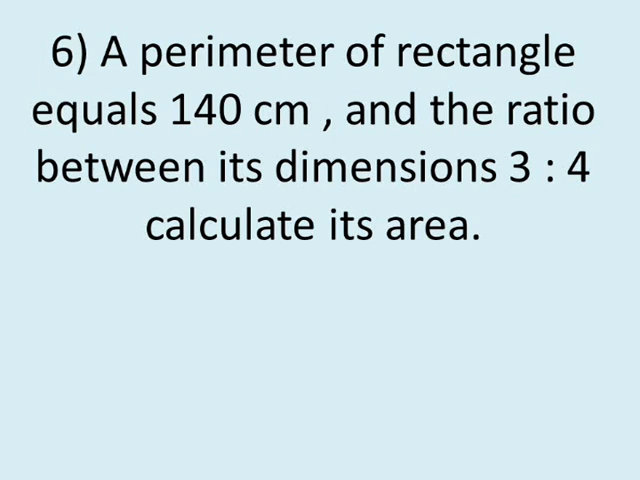 6) A perimeter of rectangle
equals 140 cm , and the ratio
between its dimensions 3 : 4
calculate its area.